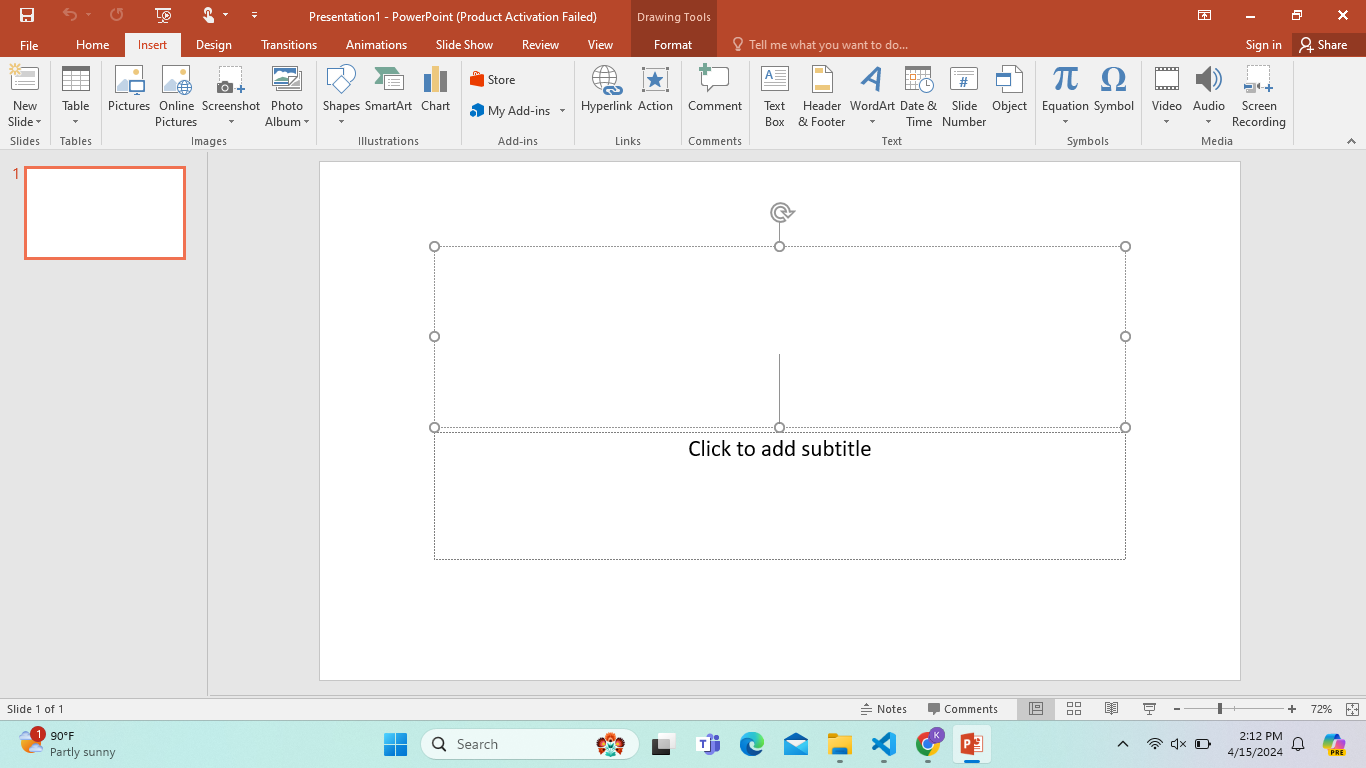 Presentation1 - PowerPoint (Product Activation Failed)
Drawing Tools
File Home Insert Design Transitions Animations Slide Show Review View Format Tell me what you want to do... Sign in Share
New Slide
Table
Pictures
Online Pictures
Screenshot
Photo Album
Shapes
SmartArt
Chart
Store
My Add-ins
Hyperlink
Action
Comment
Text Box
Header & Footer
WordArt
Date & Time
Slide Number
Object
Equation
Symbol
Video
Audio
Screen Recording
Slides Tables Images Illustrations Add-ins Links Comments Text Symbols Media
1
Click to add subtitle
Slide 1 of 1 Notes Comments 72%
1
90°F
Partly sunny
Search
K
2:12 PM
4/15/2024
PRE